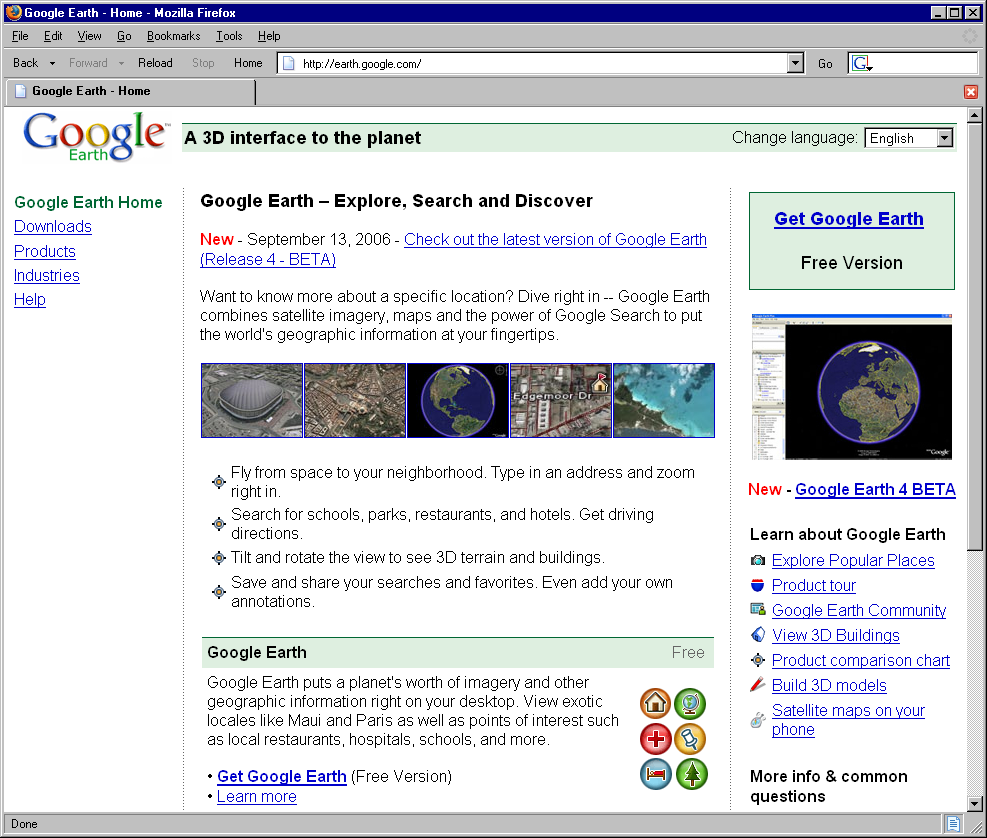 Google Earth - Home - Mozilla Firefox
File Edit View Go Bookmarks Tools Help
Back Forward Reload Stop Home http://earth.google.com/ Go G
Google Earth - Home
Google™
Earth
A 3D interface to the planet
Change language: English
Google Earth Home
Downloads
Products
Industries
Help
Google Earth – Explore, Search and Discover
New - September 13, 2006 - Check out the latest version of Google Earth
(Release 4 - BETA)
Want to know more about a specific location? Dive right in -- Google Earth
combines satellite imagery, maps and the power of Google Search to put
the world's geographic information at your fingertips.
Edgemoor Dr
Fly from space to your neighborhood. Type in an address and zoom
right in.
Search for schools, parks, restaurants, and hotels. Get driving
directions.
Tilt and rotate the view to see 3D terrain and buildings.
Save and share your searches and favorites. Even add your own
annotations.
Google Earth Free
Google Earth puts a planet's worth of imagery and other
geographic information right on your desktop. View exotic
locales like Maui and Paris as well as points of interest such
as local restaurants, hospitals, schools, and more.
• Get Google Earth (Free Version)
• Learn more
Get Google Earth
Free Version
Google
New - Google Earth 4 BETA
Learn about Google Earth
Explore Popular Places
Product tour
Google Earth Community
View 3D Buildings
Product comparison chart
Build 3D models
Satellite maps on your
phone
More info & common
questions
Done